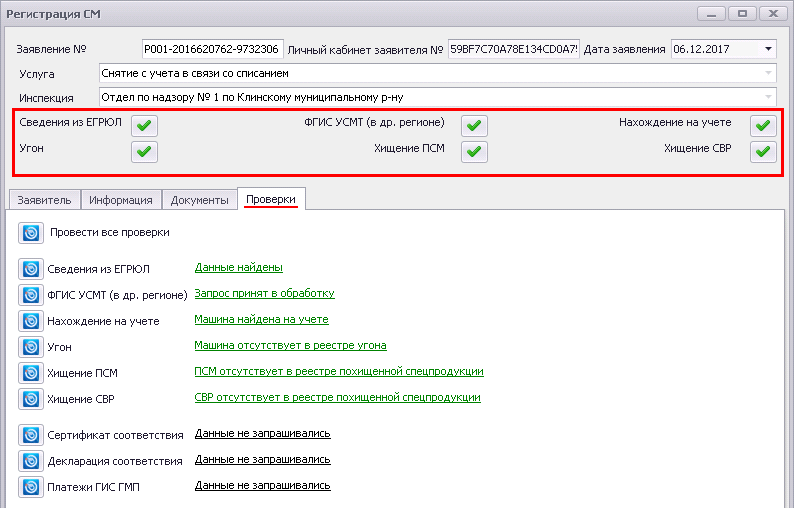 Регистрация СМ
Заявление № P001-2016620762-9732306 Личный кабинет заявителя № 59BF7C70A78E134CD0A75 Дата заявления 06.12.2017
Услуга Снятие с учета в связи со списанием
Инспекция Отдел по надзору № 1 по Клинскому муниципальному р-ну
Сведения из ЕГРЮЛ ФГИС УСМТ (в др. регионе) Нахождение на учете
Угон Хищение ПСМ Хищение СВР
Заявитель Информация Документы Проверки
Провести все проверки
Сведения из ЕГРЮЛ Данные найдены
ФГИС УСМТ (в др. регионе) Запрос принят в обработку
Нахождение на учете Машина найдена на учете
Угон Машина отсутствует в реестре угона
Хищение ПСМ ПСМ отсутствует в реестре похищенной спецпродукции
Хищение СВР СВР отсутствует в реестре похищенной спецпродукции
Сертификат соответствия Данные не запрашивались
Декларация соответствия Данные не запрашивались
Платежи ГИС ГМП Данные не запрашивались